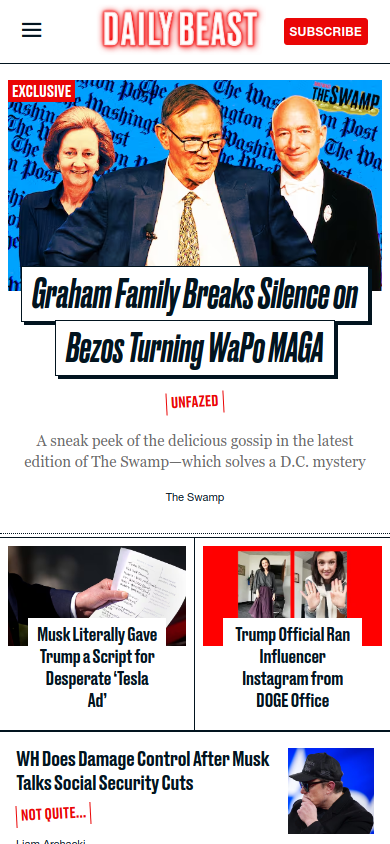 DAILY BEAST
SUBSCRIBE
EXCLUSIVE
THE SWAMP
The Washington Post
Graham Family Breaks Silence on
Bezos Turning WaPo MAGA
UNFAZED
A sneak peek of the delicious gossip in the latest
edition of The Swamp—which solves a D.C. mystery
The Swamp
Musk Literally Gave
Trump a Script for
Desperate ‘Tesla
Ad’
Trump Official Ran
Influencer
Instagram from
DOGE Office
WH Does Damage Control After Musk
Talks Social Security Cuts
NOT QUITE...